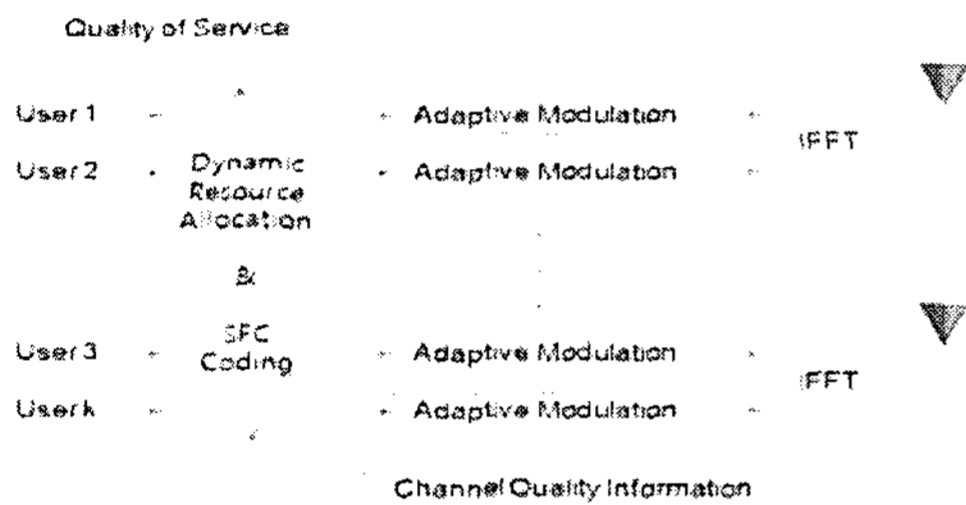 Quality of Service
User 1
Adaptive Modulation
IFFT
User 2
Dynamic
Resource
Allocation
Adaptive Modulation
&
SFC
Coding
User 3
Adaptive Modulation
IFFT
User k
Adaptive Modulation
Channel Quality Information